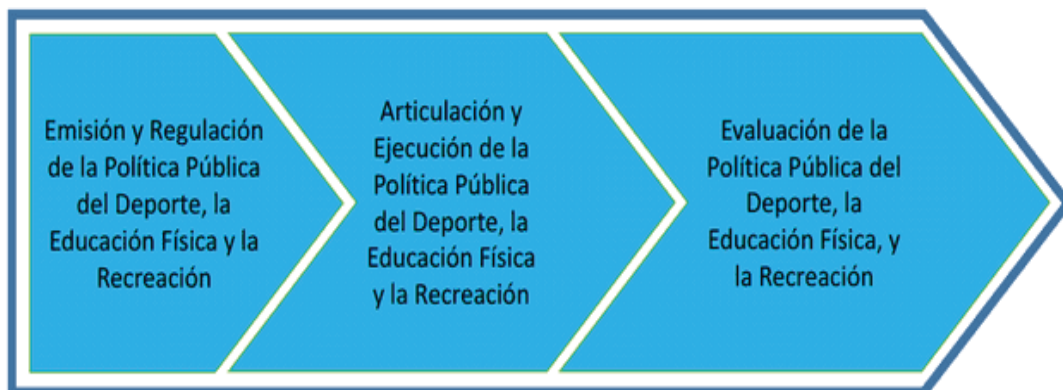 Emisión y Regulación
de la Política Pública
del Deporte, la
Educación Física y la
Recreación
Articulación y
Ejecución de la
Política Pública
del Deporte, la
Educación Física
y la Recreación
Evaluación de la
Política Pública del
Deporte, la
Educación Física, y
la Recreación